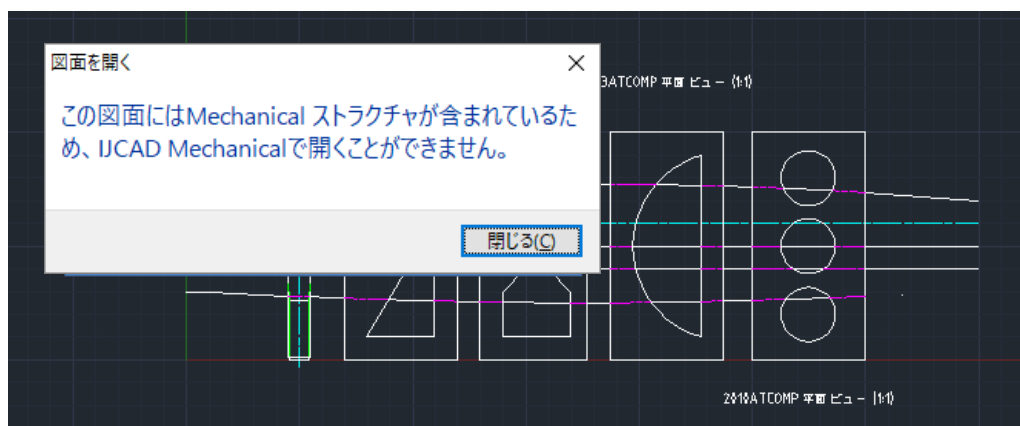 図面を開く
この図面にはMechanical ストラクチャが含まれているた
め、IJCAD Mechanicalで開くことができません。
閉じる(C)
3ATCOMP 平面 ビュー (1:1)
2010ATCOMP 平面 ビュー (1:1)